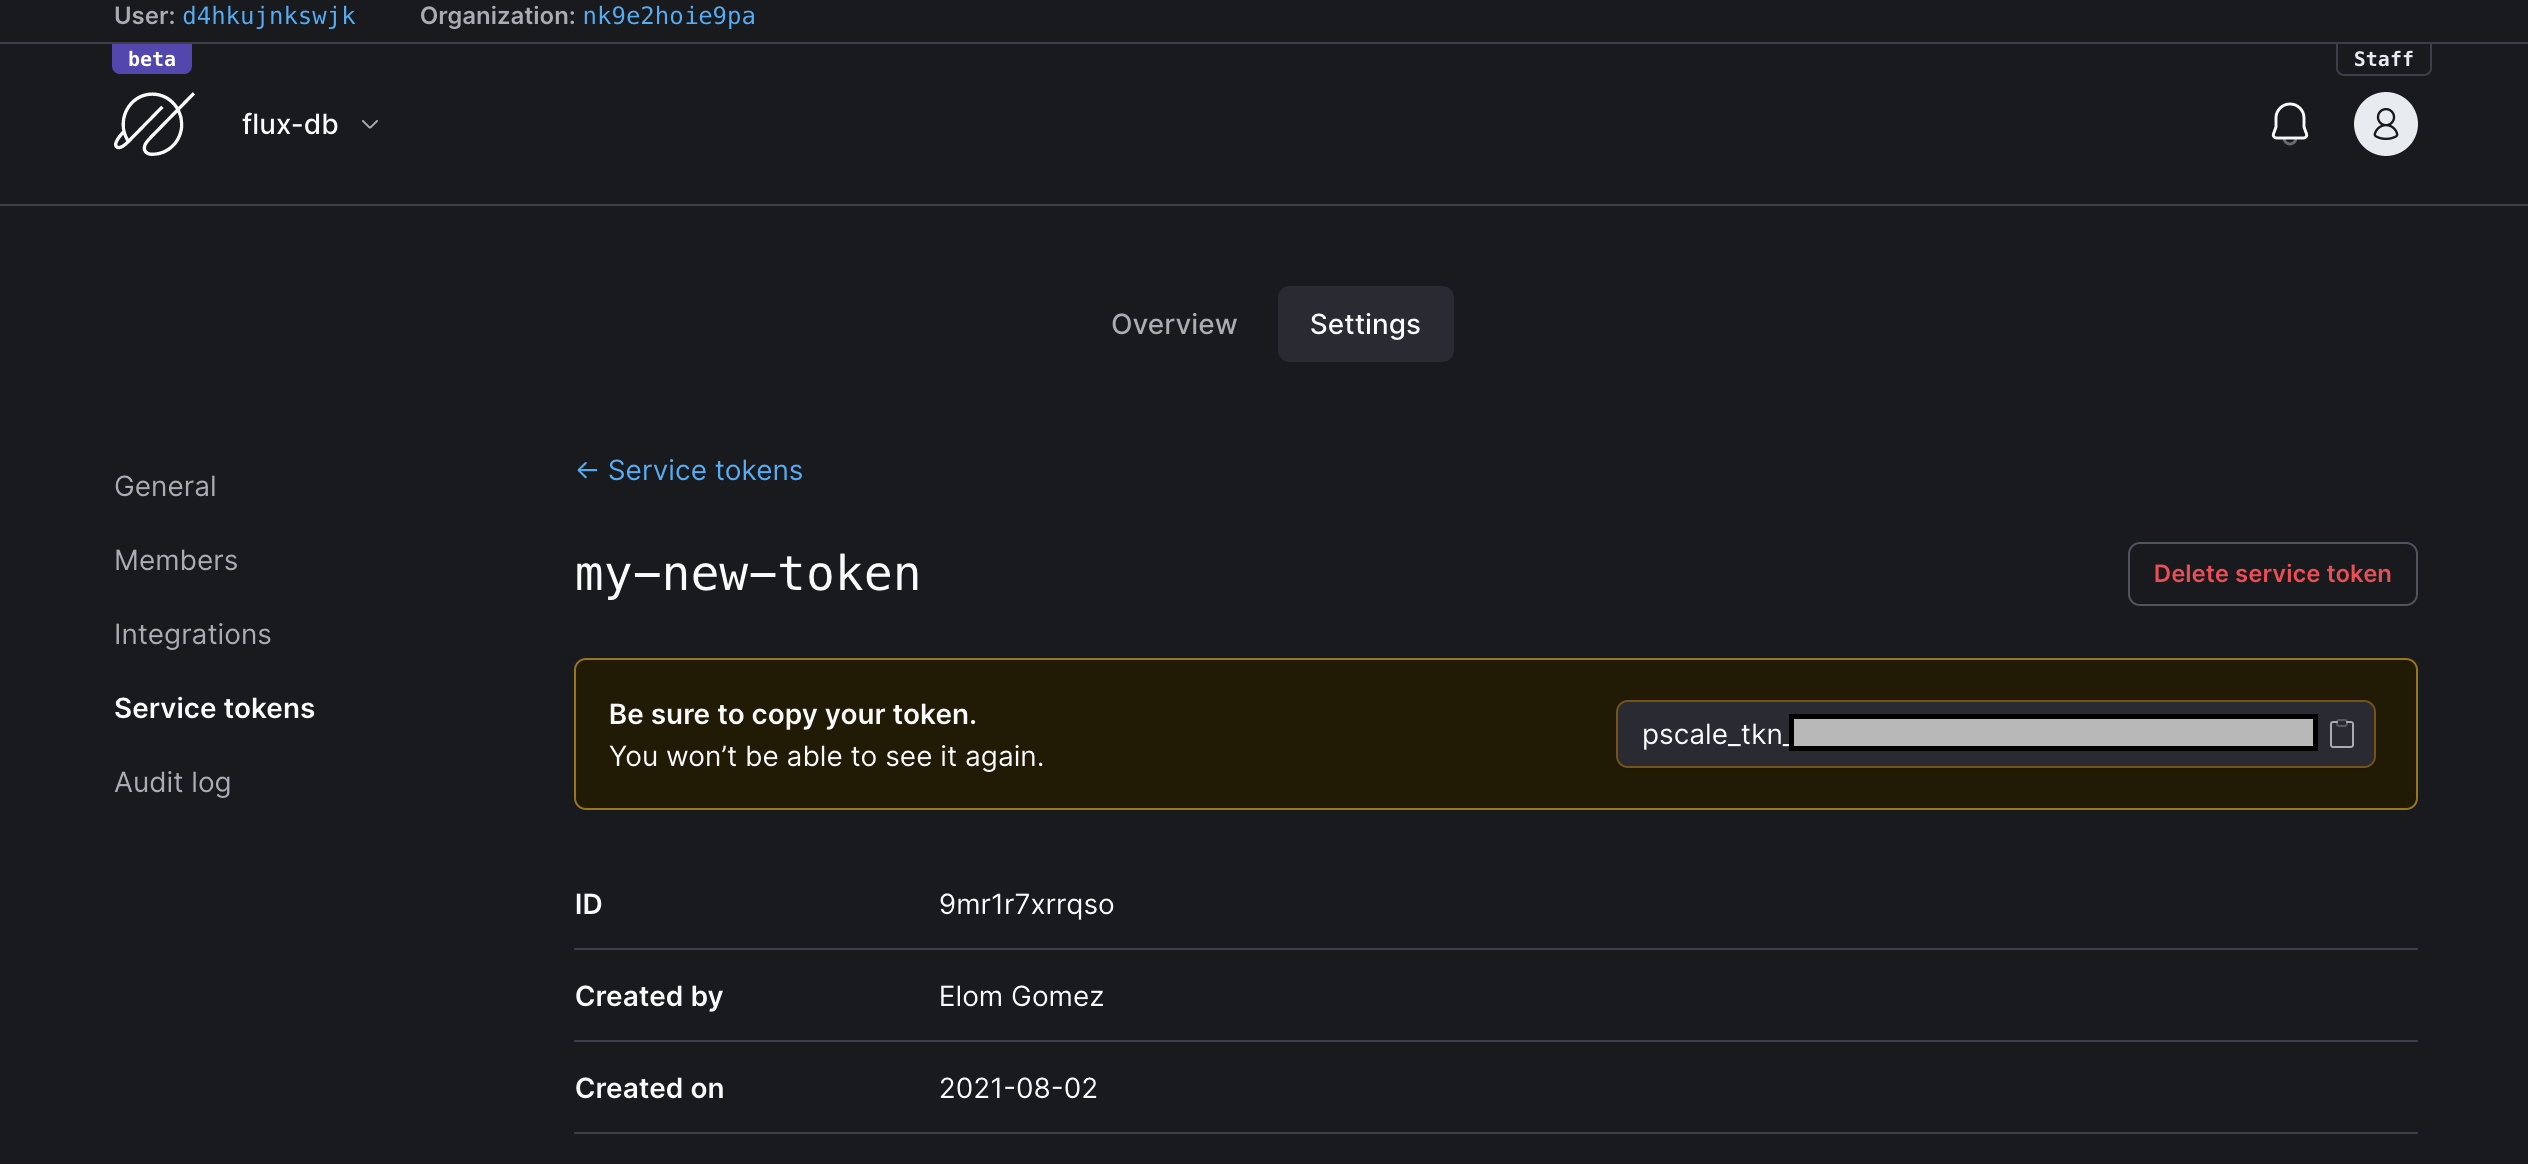 User: d4hkujnkswjk Organization: nk9e2hoie9pa
beta
Staff
flux-db
Overview Settings
General
Members
Integrations
Service tokens
Audit log
← Service tokens
my-new-token
Delete service token
Be sure to copy your token.
You won’t be able to see it again.
pscale_tkn_
ID 9mr1r7xrrqso
Created by Elom Gomez
Created on 2021-08-02